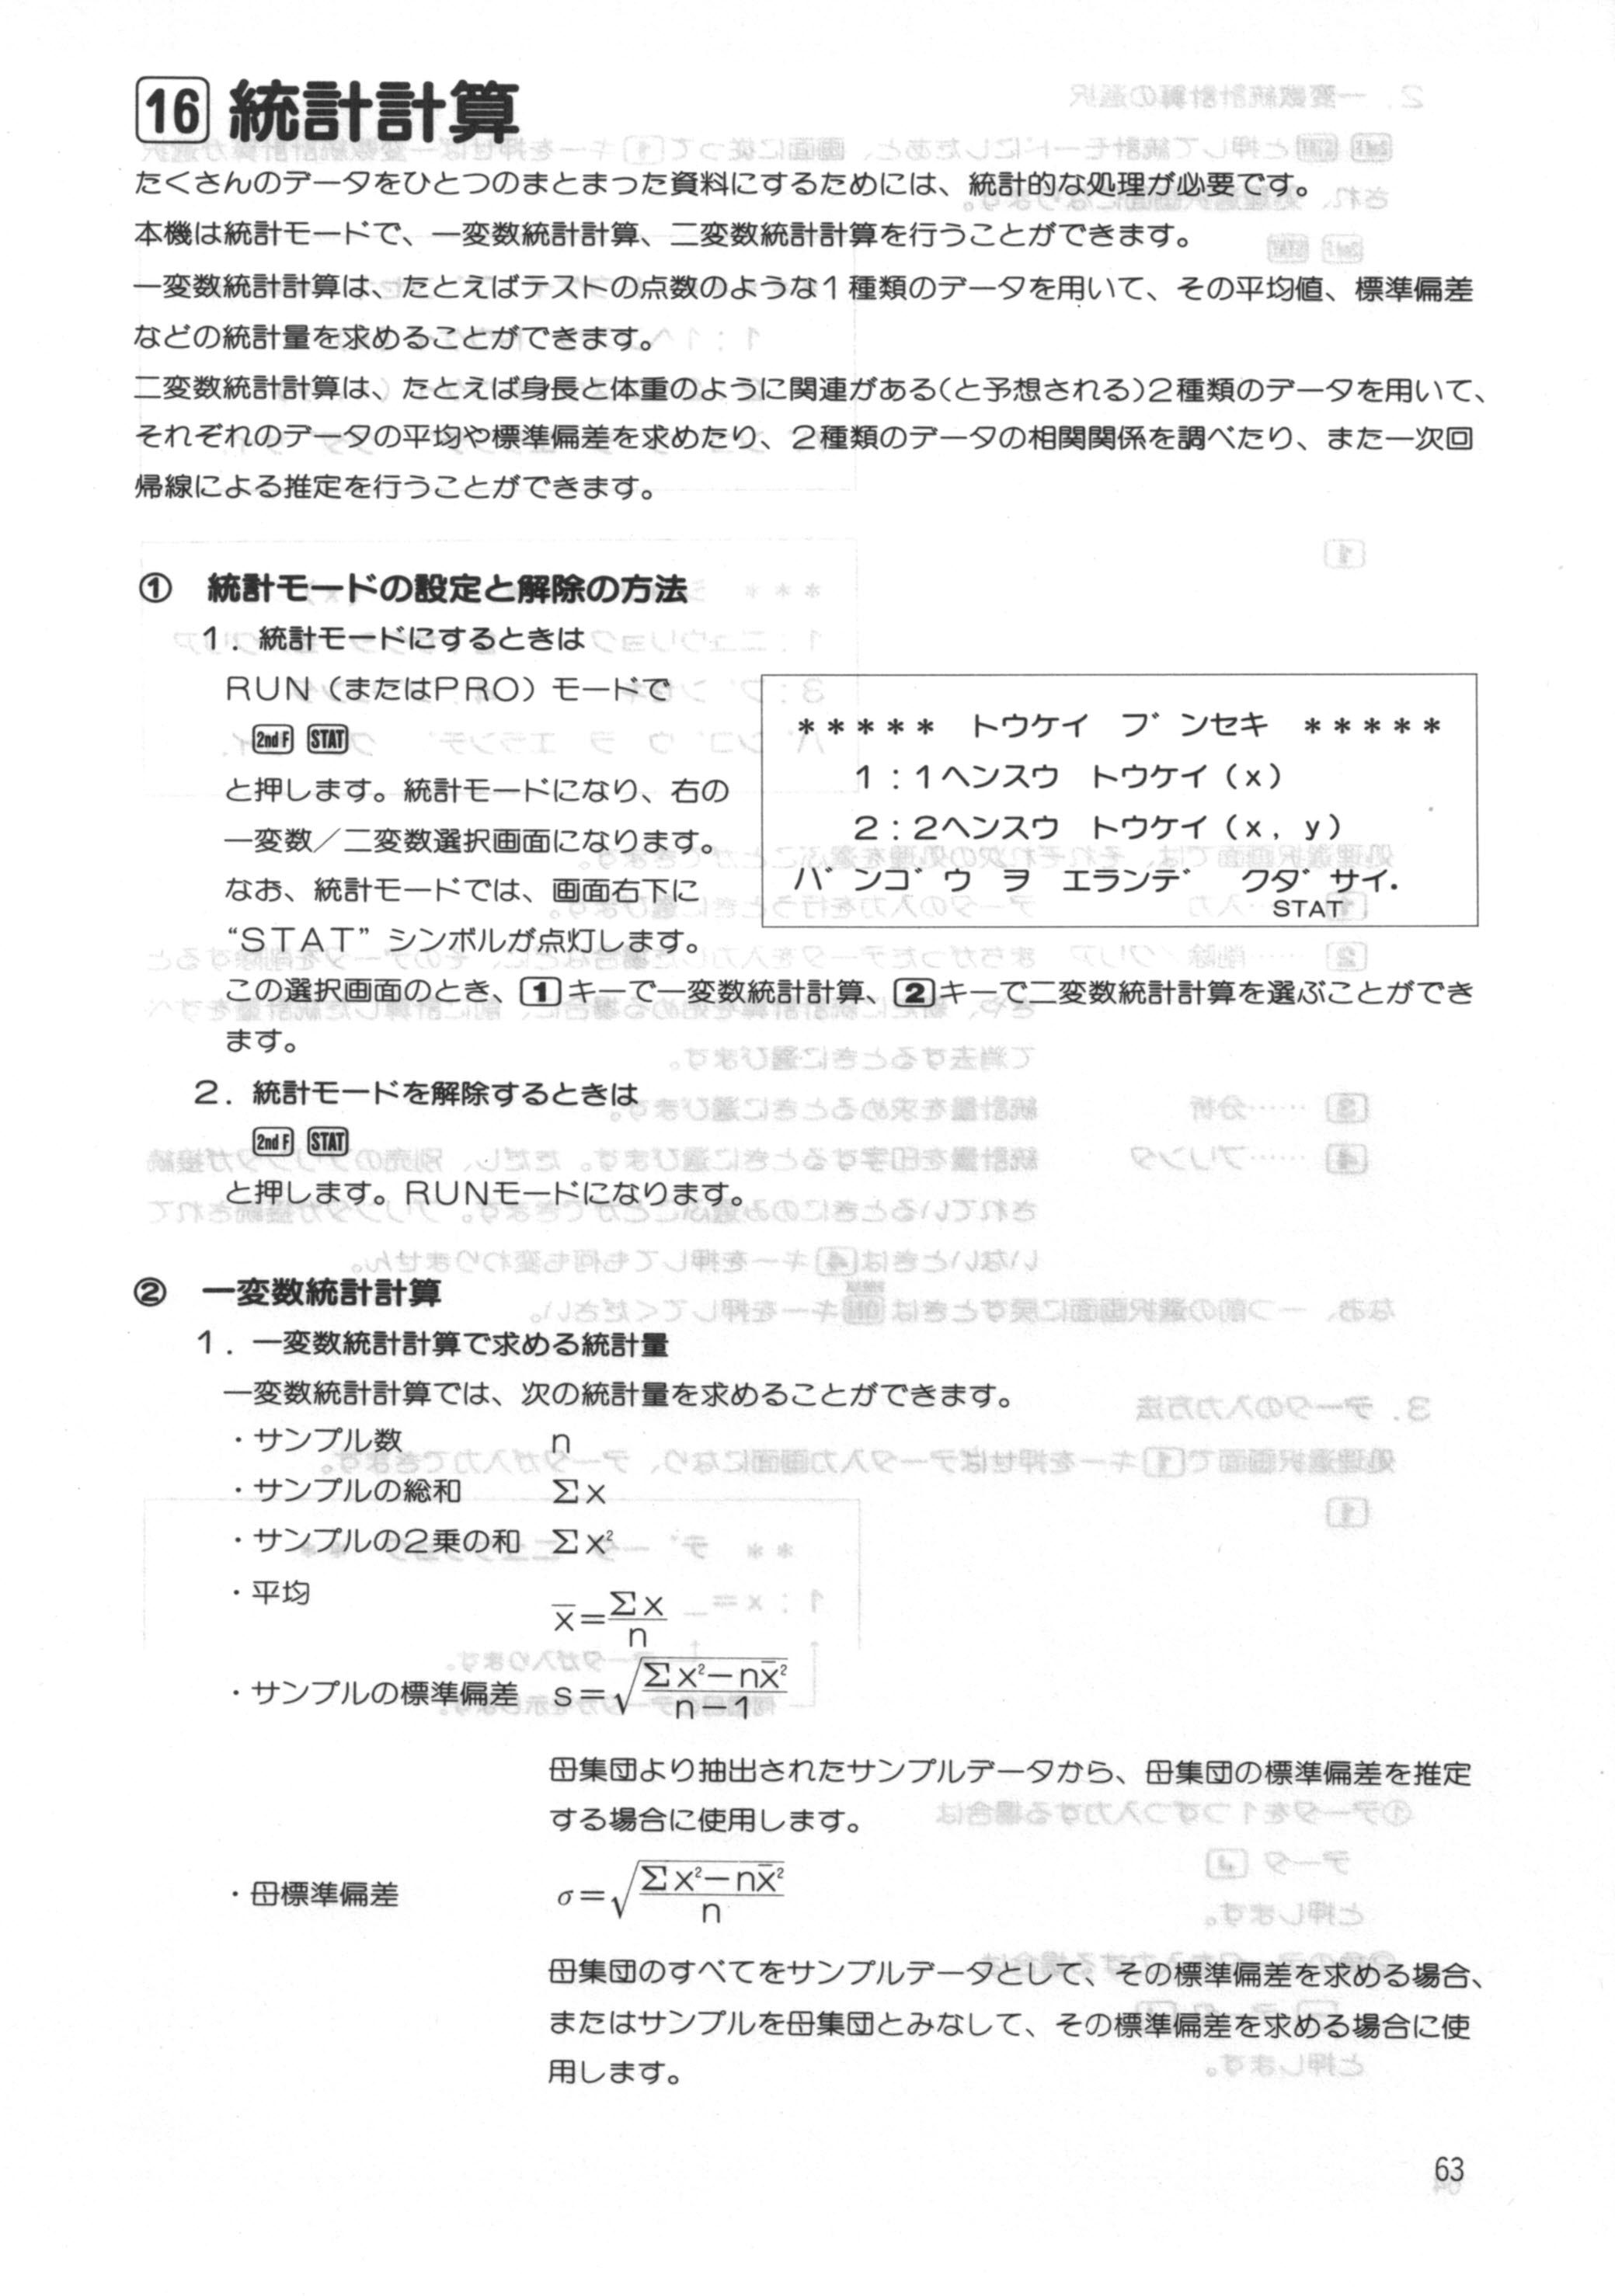 16 統計計算
たくさんのデータをひとつのまとまった資料にするためには、統計的な処理が必要です。
本機は統計モードで、一変数統計計算、二変数統計計算を行うことができます。
一変数統計計算は、たとえばテストの点数のような1種類のデータを用いて、その平均値、標準偏差
などの統計量を求めることができます。
二変数統計計算は、たとえば身長と体重のように関連がある(と予想される)2種類のデータを用いて、
それぞれのデータの平均や標準偏差を求めたり、2種類のデータの相関関係を調べたり、また一次回
帰線による推定を行うことができます。
① 統計モードの設定と解除の方法
1．統計モードにするときは
RUN（またはPRO）モードで
2nd F STAT
と押します。統計モードになり、右の
一変数／二変数選択画面になります。
なお、統計モードでは、画面右下に
“STAT”シンボルが点灯します。
***** トウケイ フ゛ンセキ *****
1：1ヘンスウ トウケイ（x）
2：2ヘンスウ トウケイ（x, y）
ハ゛ンコ゛ウ ヲ エランテ゛ クタ゛サイ.
STAT
この選択画面のとき、1キーで一変数統計計算、2キーで二変数統計計算を選ぶことができ
ます。
2．統計モードを解除するときは
2nd F STAT
と押します。RUNモードになります。
② 一変数統計計算
1．一変数統計計算で求める統計量
一変数統計計算では、次の統計量を求めることができます。
・サンプル数 n
・サンプルの総和 Σx
・サンプルの2乗の和 Σx²
・平均 x̄=Σx/n
・サンプルの標準偏差 s=√((Σx²−nx̄²)/(n−1))
母集団より抽出されたサンプルデータから、母集団の標準偏差を推定
する場合に使用します。
・母標準偏差 σ=√((Σx²−nx̄²)/n)
母集団のすべてをサンプルデータとして、その標準偏差を求める場合、
またはサンプルを母集団とみなして、その標準偏差を求める場合に使
用します。
63